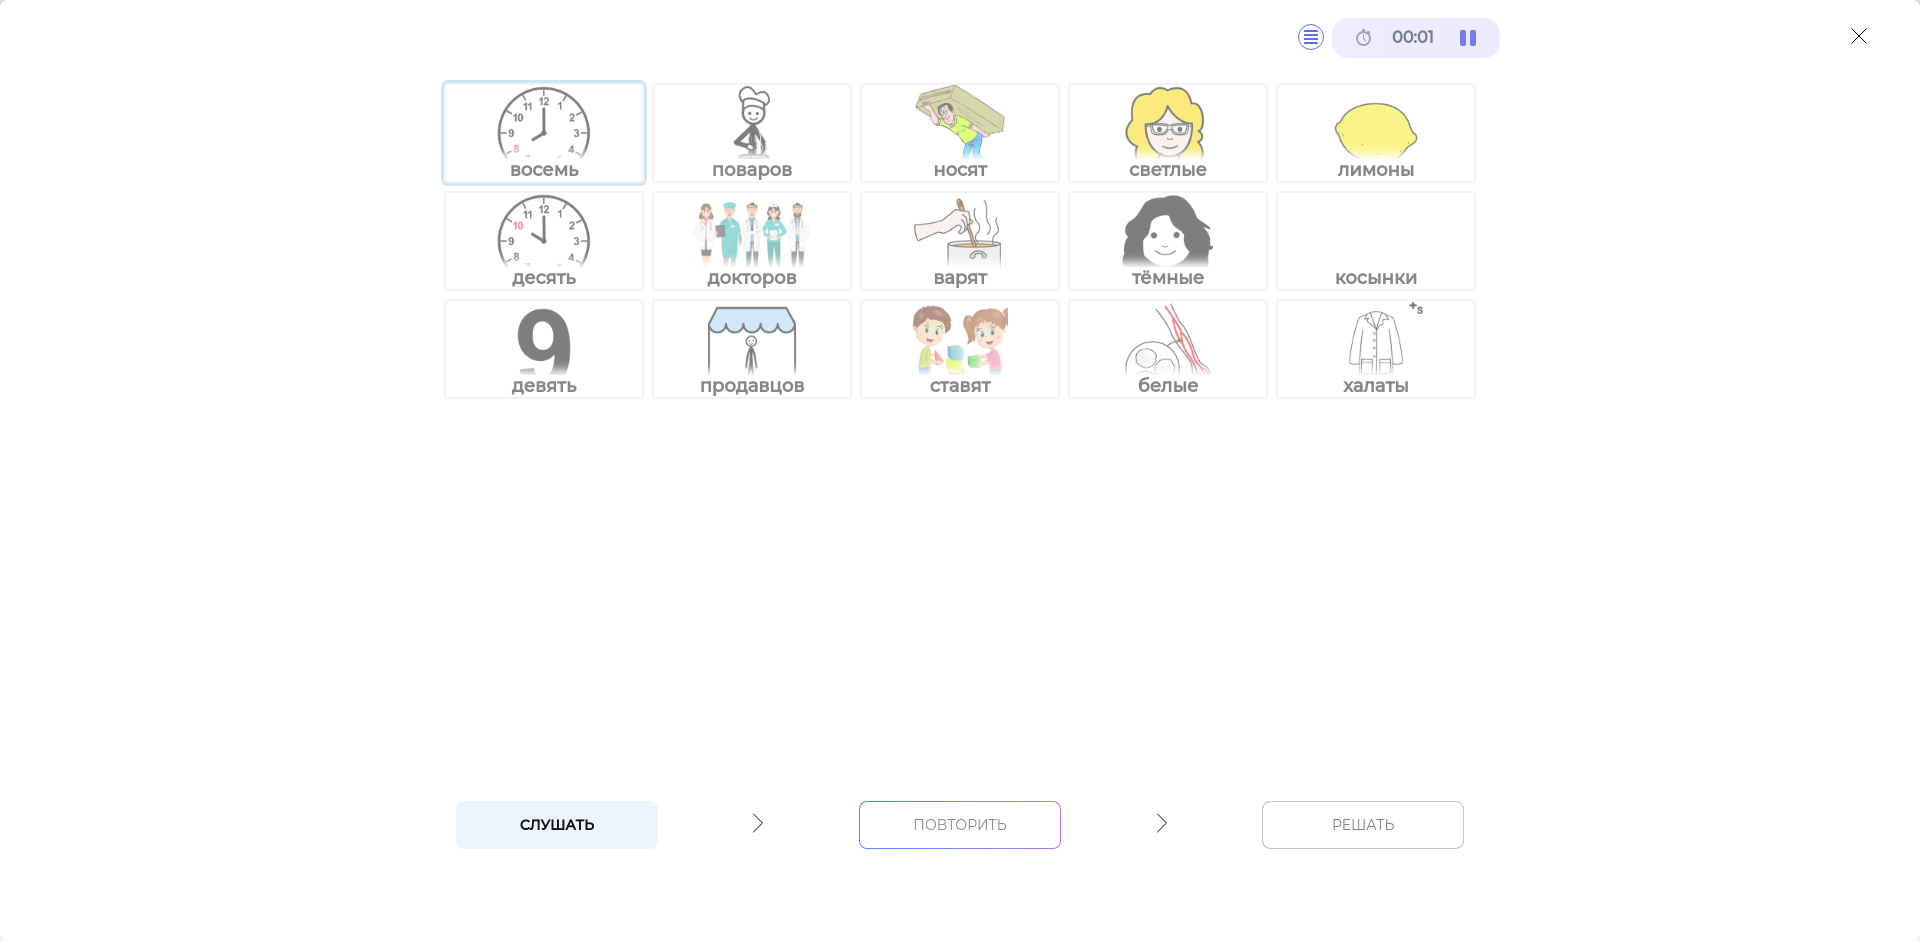 00:01
восемь поваров носят светлые лимоны
десять докторов варят тёмные косынки
девять продавцов ставят белые халаты
СЛУШАТЬ ПОВТОРИТЬ РЕШАТЬ